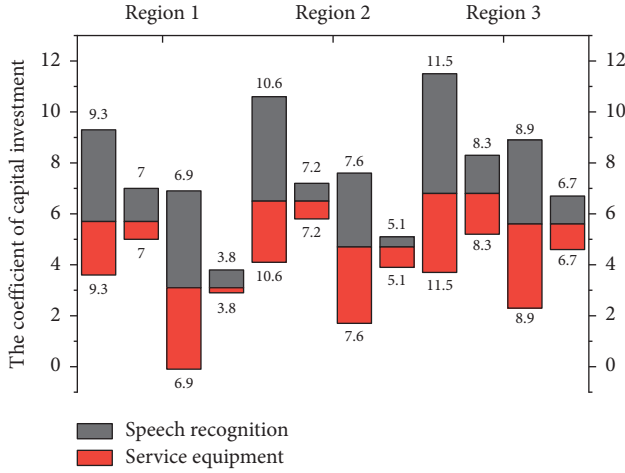 Region 1 Region 2 Region 3
The coefficient of capital investment
12 12
10 10
8 8
6 6
4 4
2 2
0 0
9.3 7 6.9 3.8 10.6 7.2 7.6 5.1 11.5 8.3 8.9 6.7
9.3 7 6.9 3.8 10.6 7.2 7.6 5.1 11.5 8.3 8.9 6.7
Speech recognition
Service equipment